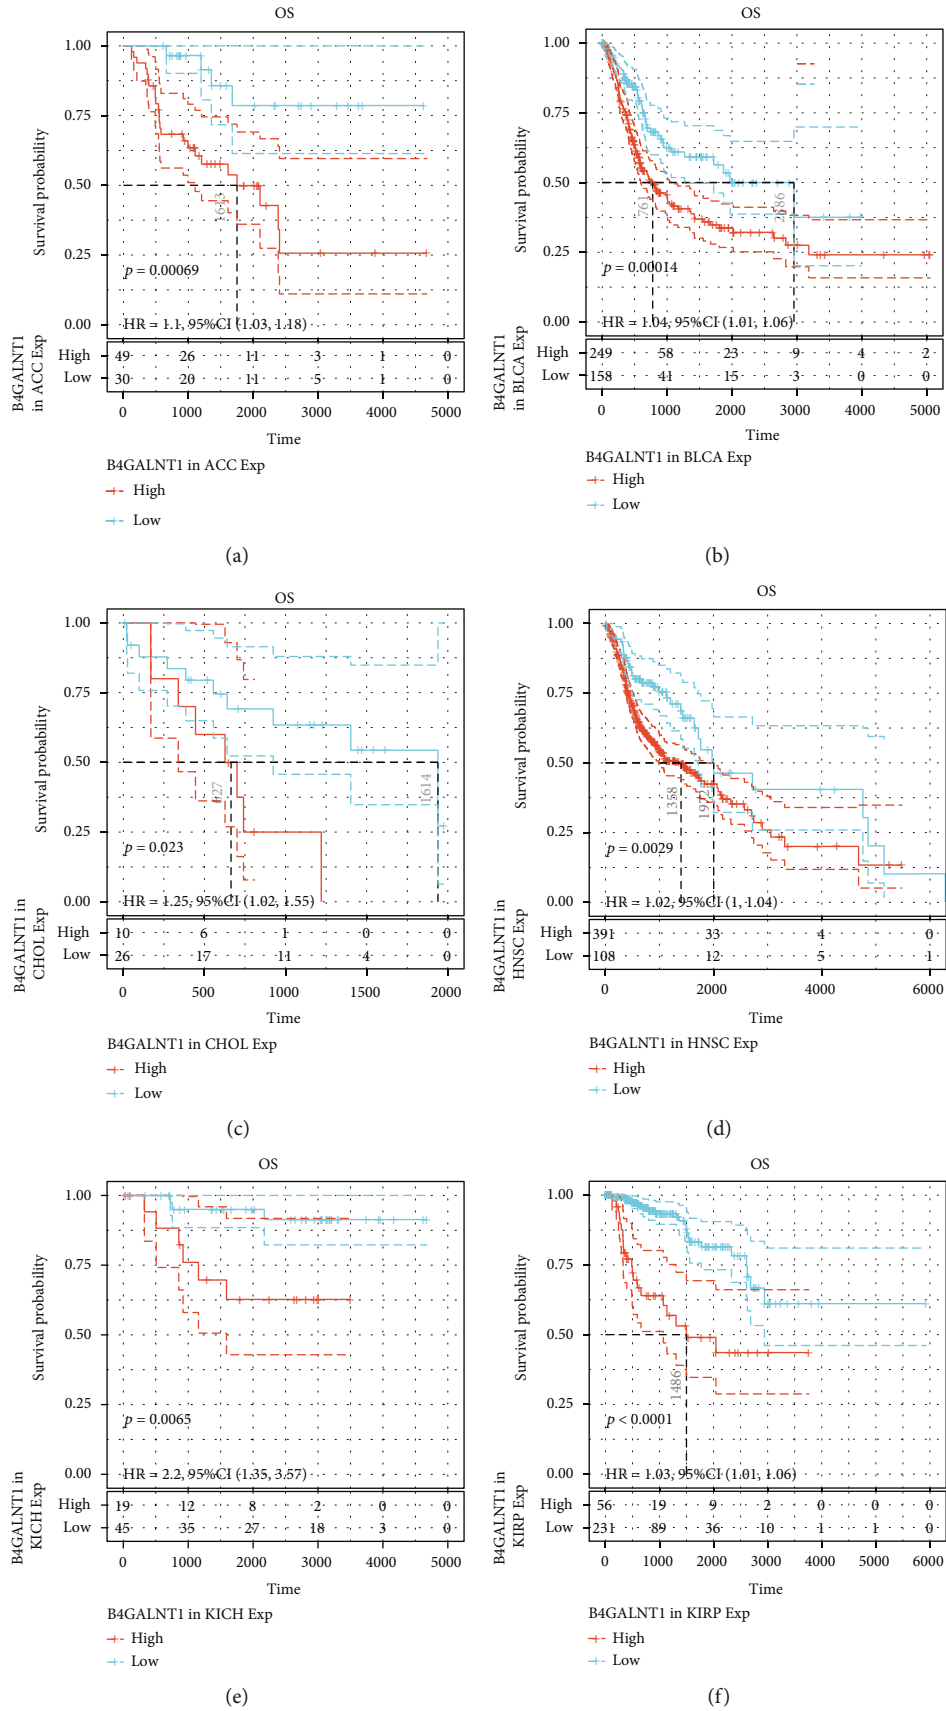 OS
1.00
0.75
0.50
0.25
0.00
Survival probability
p = 0.00069
HR = 1.1, 95%CI (1.03, 1.18)
B4GALNT1
in ACC Exp
High
49 26 11 3 1 0
Low
30 20 11 5 1 0
0 1000 2000 3000 4000 5000
Time
B4GALNT1 in ACC Exp
High
Low
(a)
OS
1.00
0.75
0.50
0.25
0.00
Survival probability
761
2686
p = 0.00014
HR = 1.04, 95%CI (1.01, 1.06)
B4GALNT1
in BLCA Exp
High
249 58 23 9 4 2
Low
158 41 15 3 0 0
0 1000 2000 3000 4000 5000
Time
B4GALNT1 in BLCA Exp
High
Low
(b)
OS
1.00
0.75
0.50
0.25
0.00
Survival probability
1614
p = 0.023
HR = 1.25, 95%CI (1.02, 1.55)
B4GALNT1 in
CHOL Exp
High
10 6 1 0 0
Low
26 17 11 4 0
0 500 1000 1500 2000
Time
B4GALNT1 in CHOL Exp
High
Low
(c)
OS
1.00
0.75
0.50
0.25
0.00
Survival probability
1358
1972
p = 0.0029
HR = 1.02, 95%CI (1, 1.04)
B4GALNT1 in
HNSC Exp
High
391 33 4 0
Low
108 12 5 1
0 2000 4000 6000
Time
B4GALNT1 in HNSC Exp
High
Low
(d)
OS
1.00
0.75
0.50
0.25
0.00
Survival probability
p = 0.0065
HR = 2.2, 95%CI (1.35, 3.57)
B4GALNT1 in
KICH Exp
High
19 12 8 2 0 0
Low
45 35 27 18 3 0
0 1000 2000 3000 4000 5000
Time
B4GALNT1 in KICH Exp
High
Low
(e)
OS
1.00
0.75
0.50
0.25
0.00
Survival probability
1486
p < 0.0001
HR = 1.03, 95%CI (1.01, 1.06)
B4GALNT1 in
KIRP Exp
High
56 19 9 2 0 0 0
Low
231 89 36 10 1 1 0
0 1000 2000 3000 4000 5000 6000
Time
B4GALNT1 in KIRP Exp
High
Low
(f)